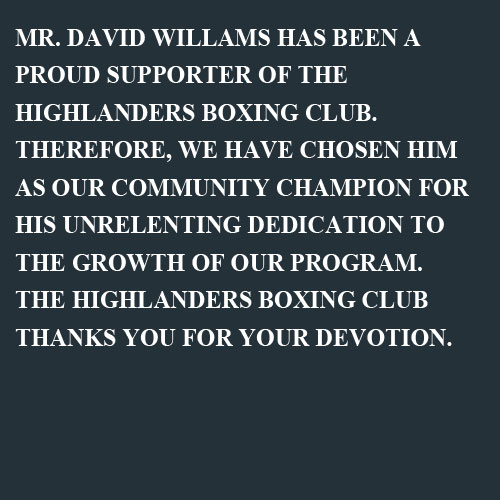 MR. DAVID WILLAMS HAS BEEN A
PROUD SUPPORTER OF THE
HIGHLANDERS BOXING CLUB.
THEREFORE, WE HAVE CHOSEN HIM
AS OUR COMMUNITY CHAMPION FOR
HIS UNRELENTING DEDICATION TO
THE GROWTH OF OUR PROGRAM.
THE HIGHLANDERS BOXING CLUB
THANKS YOU FOR YOUR DEVOTION.